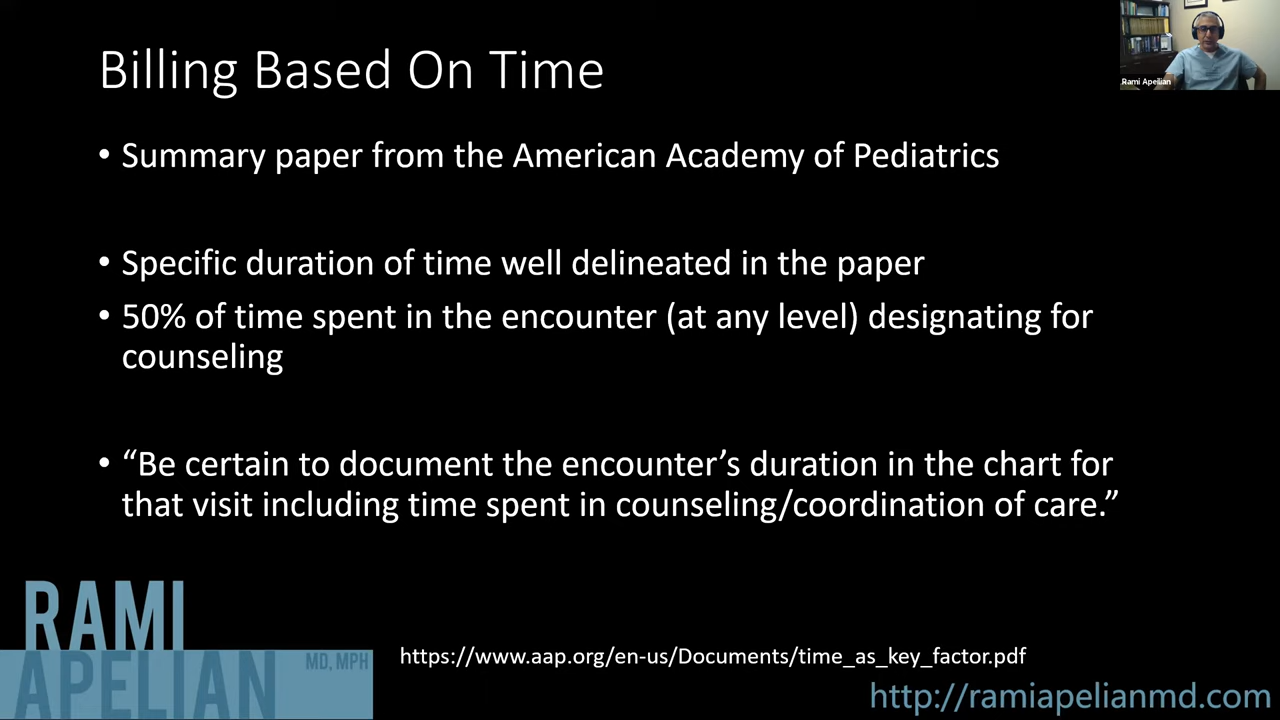 Billing Based On Time
Rami Apelian
• Summary paper from the American Academy of Pediatrics
• Specific duration of time well delineated in the paper
• 50% of time spent in the encounter (at any level) designating for
counseling
• “Be certain to document the encounter’s duration in the chart for
that visit including time spent in counseling/coordination of care.”
RAMI
APELIAN
MD, MPH
https://www.aap.org/en-us/Documents/time_as_key_factor.pdf
http://ramiapelianmd.com